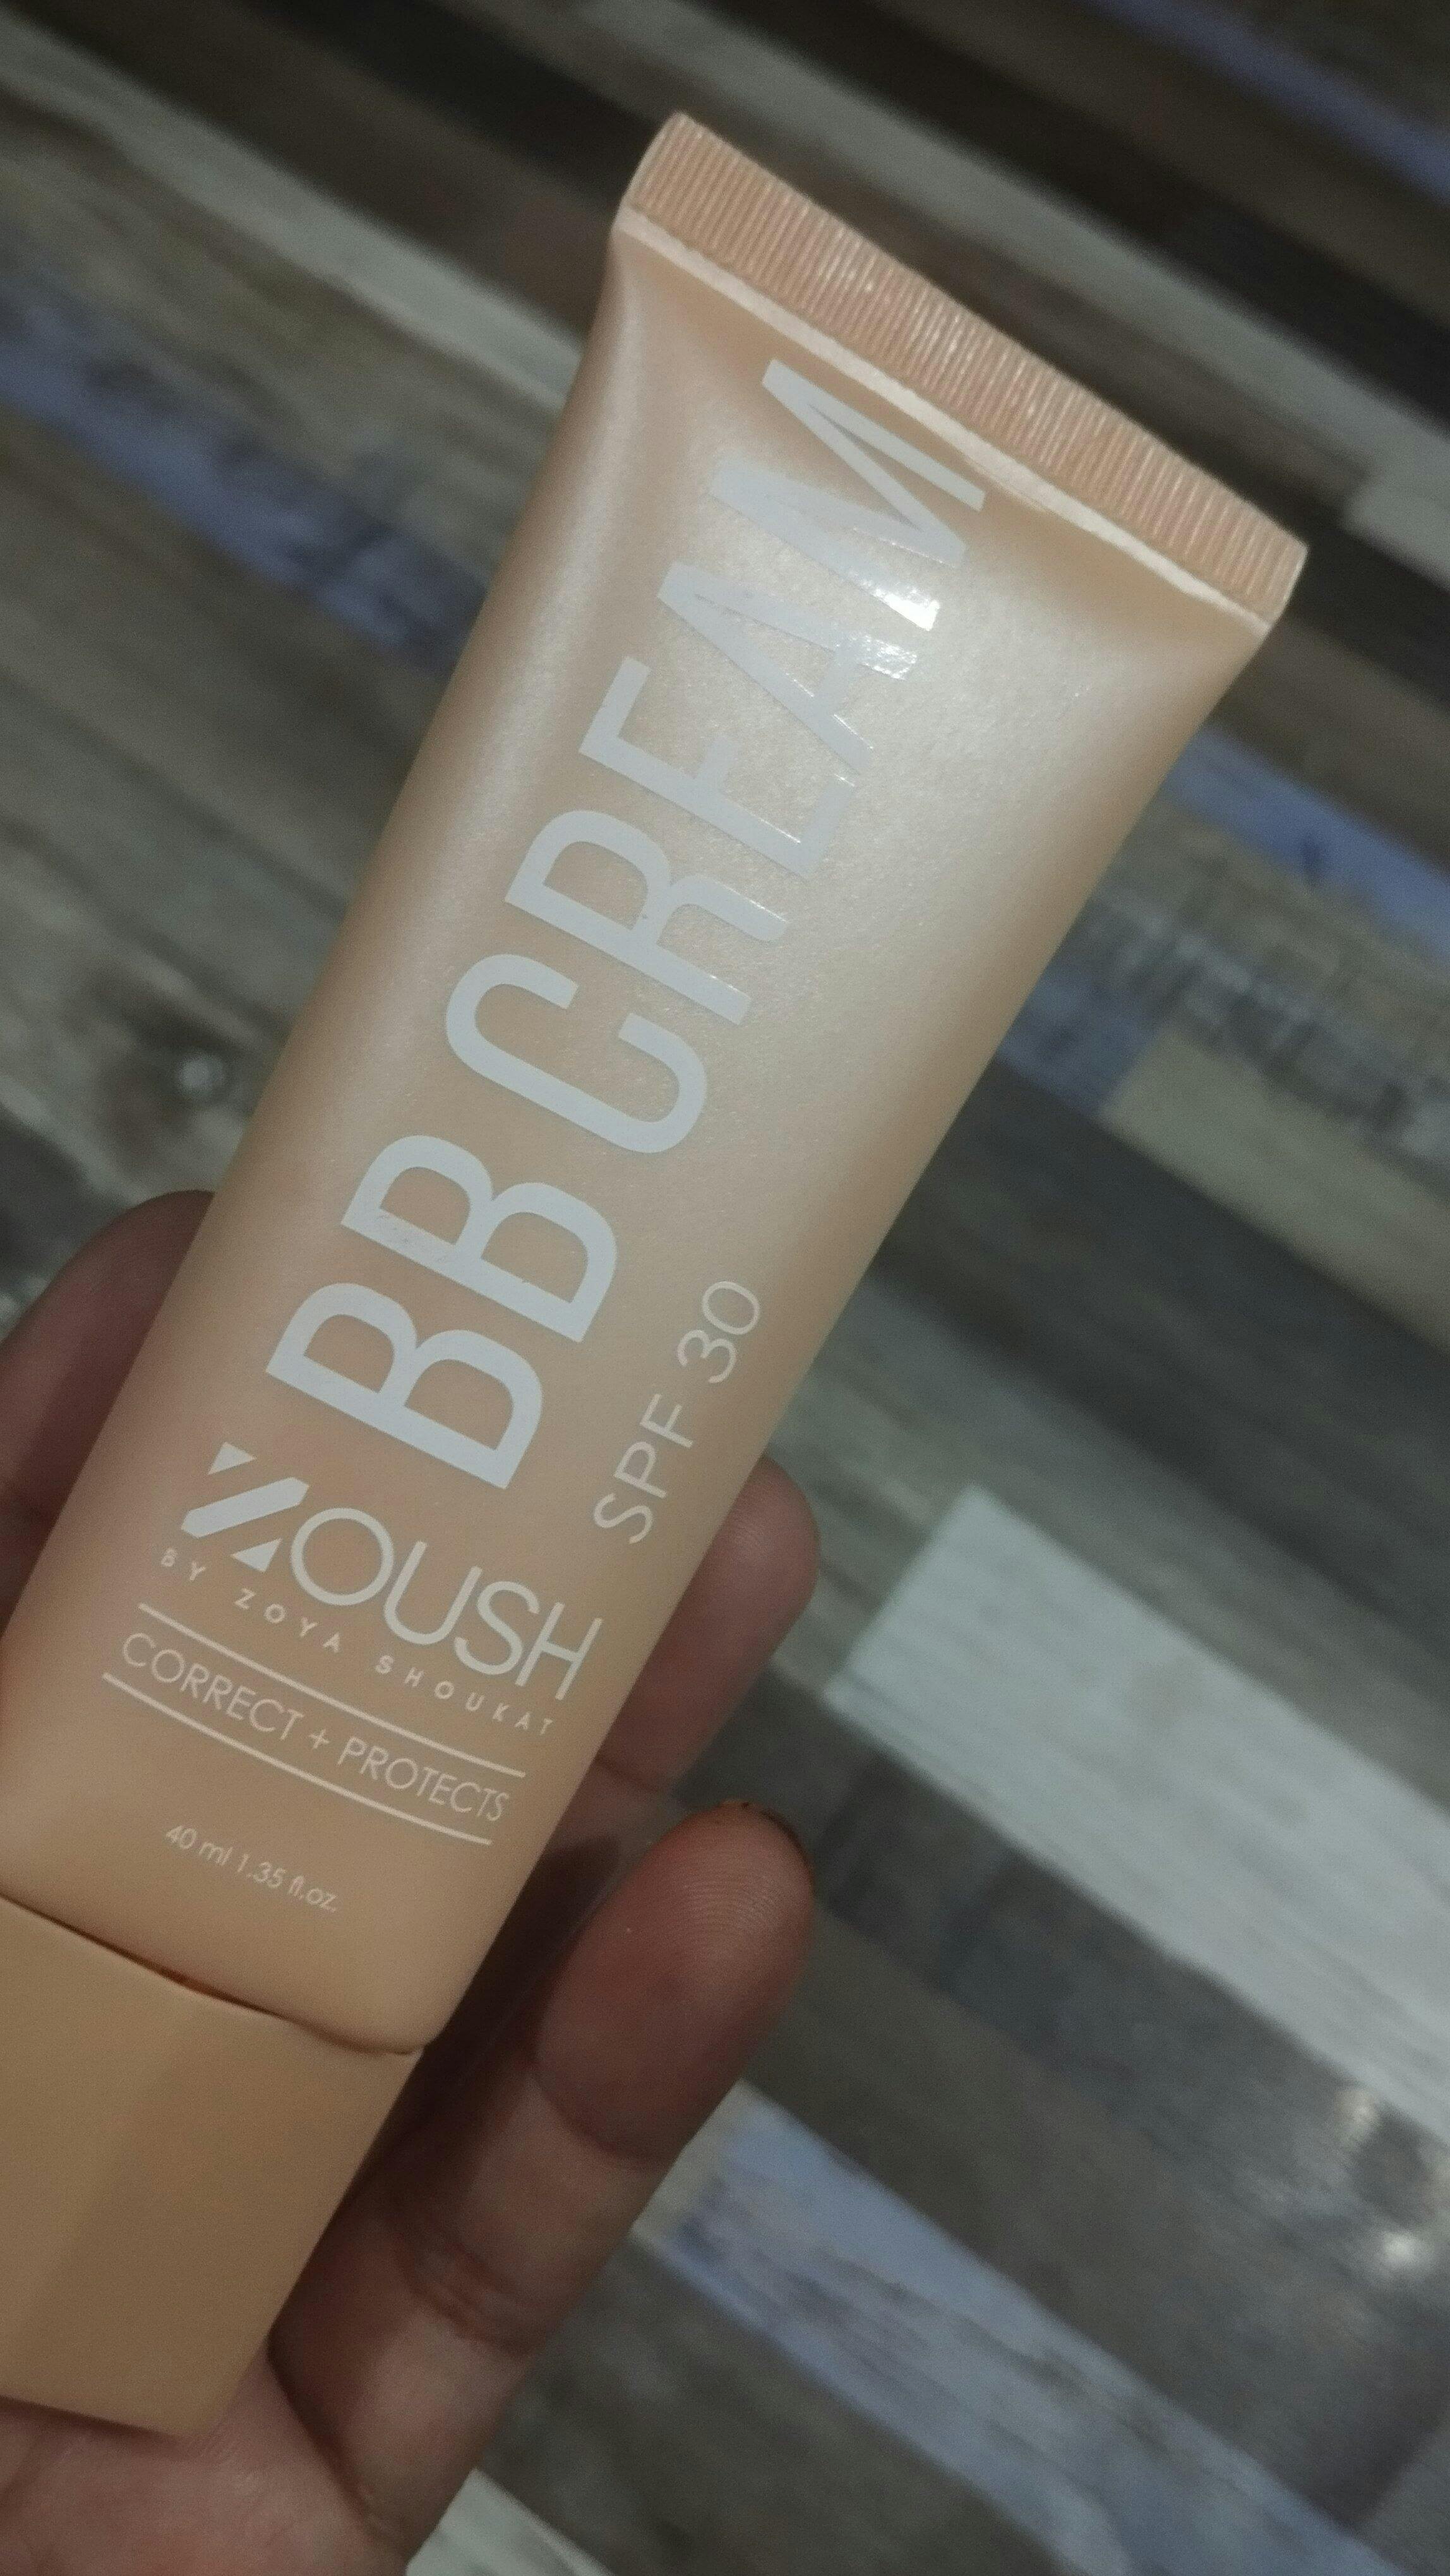 BB CREAM
SPF 30
ZOUSH
BY ZOYA SHOUKAT
CORRECT + PROTECTS
40 ml 1.35 fl.oz.